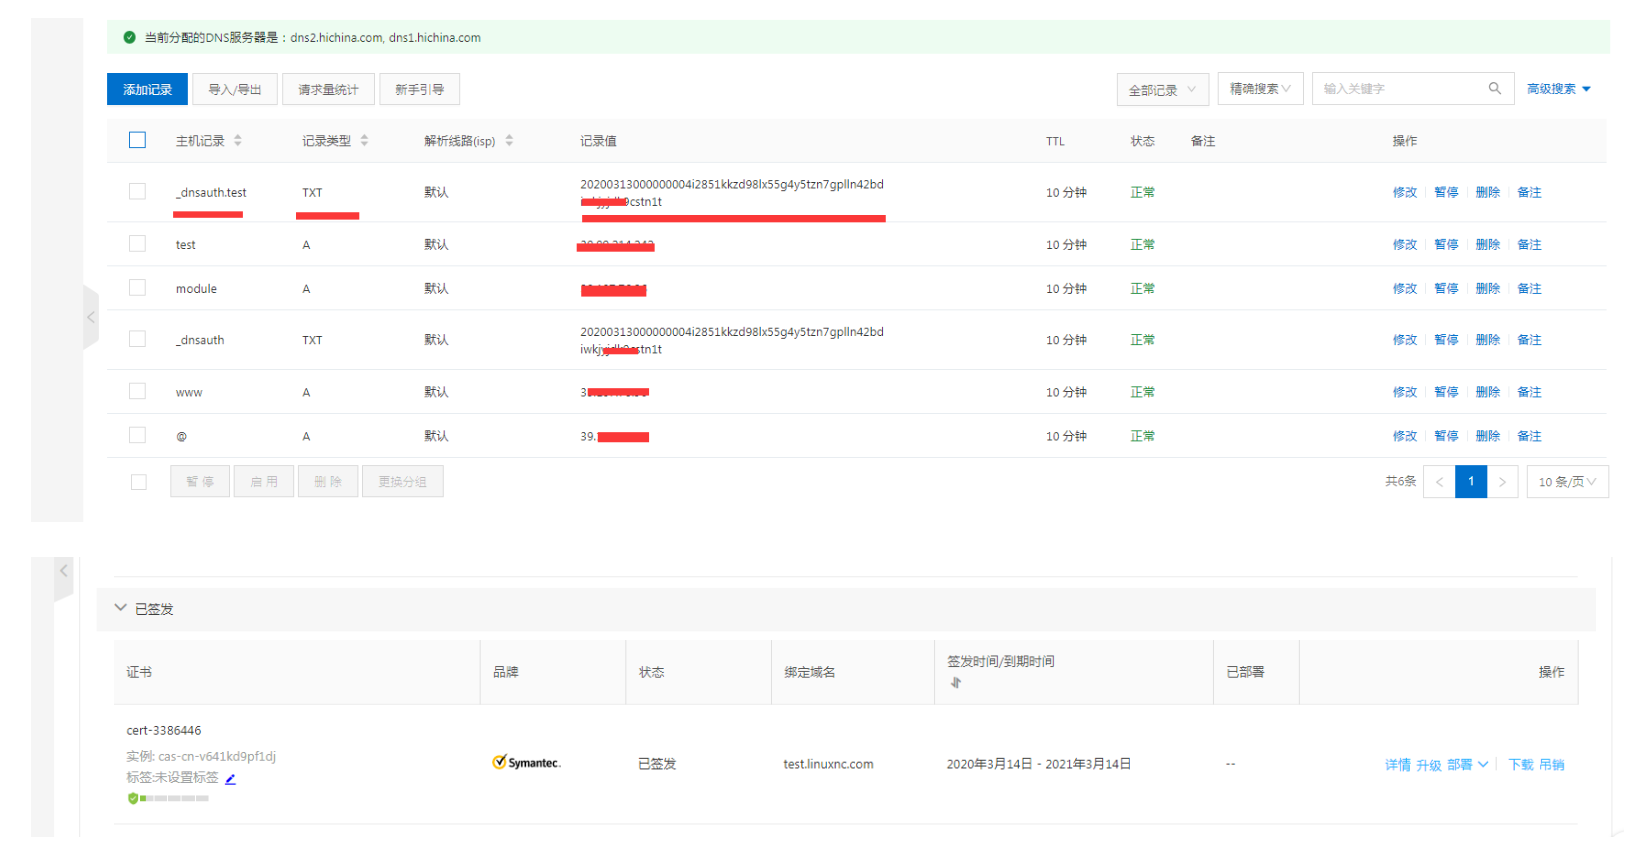 当前分配的DNS服务器是：dns2.hichina.com, dns1.hichina.com
添加记录 导入/导出 请求量统计 新手引导 全部记录 精确搜索 输入关键字 高级搜索
主机记录 记录类型 解析线路(isp) 记录值 TTL 状态 备注 操作
_dnsauth.test TXT 默认 20200313000000004i2851kkzd98lx55g4y5tzn7gplln42bd 10 分钟 正常 修改 暂停 删除 备注
9cstn1t
test A 默认 10 分钟 正常 修改 暂停 删除 备注
module A 默认 10 分钟 正常 修改 暂停 删除 备注
_dnsauth TXT 默认 20200313000000004i2851kkzd98lx55g4y5tzn7gplln42bd 10 分钟 正常 修改 暂停 删除 备注
www A 默认 10 分钟 正常 修改 暂停 删除 备注
@ A 默认 39. 10 分钟 正常 修改 暂停 删除 备注
暂 停 启 用 删 除 更换分组 共6条 < 1 > 10 条/页
已签发
证书 品牌 状态 绑定域名 签发时间/到期时间 已部署 操作
cert-3386446
实例: cas-cn-v641kd9pf1dj
标签:未设置标签
Symantec. 已签发 test.linuxnc.com 2020年3月14日 - 2021年3月14日 -- 详情 升级 部署 下载 吊销